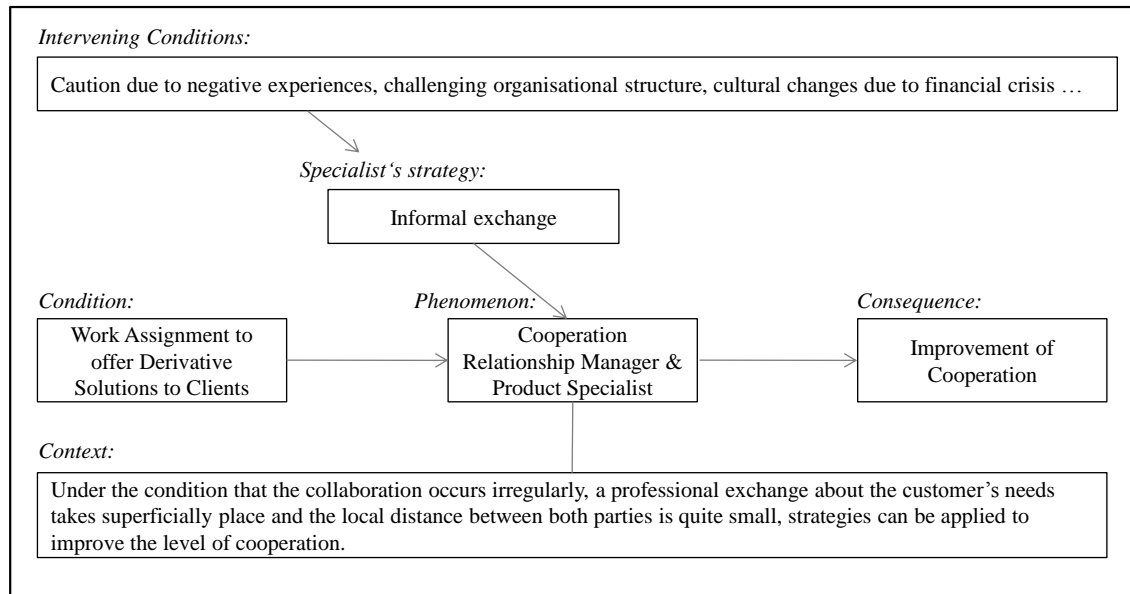 Intervening Conditions:
Caution due to negative experiences, challenging organisational structure, cultural changes due to financial crisis …
Specialist‘s strategy:
Informal exchange
Condition:
Work Assignment to
offer Derivative
Solutions to Clients
Phenomenon:
Cooperation
Relationship Manager &
Product Specialist
Consequence:
Improvement of
Cooperation
Context:
Under the condition that the collaboration occurs irregularly, a professional exchange about the customer’s needs
takes superficially place and the local distance between both parties is quite small, strategies can be applied to
improve the level of cooperation.